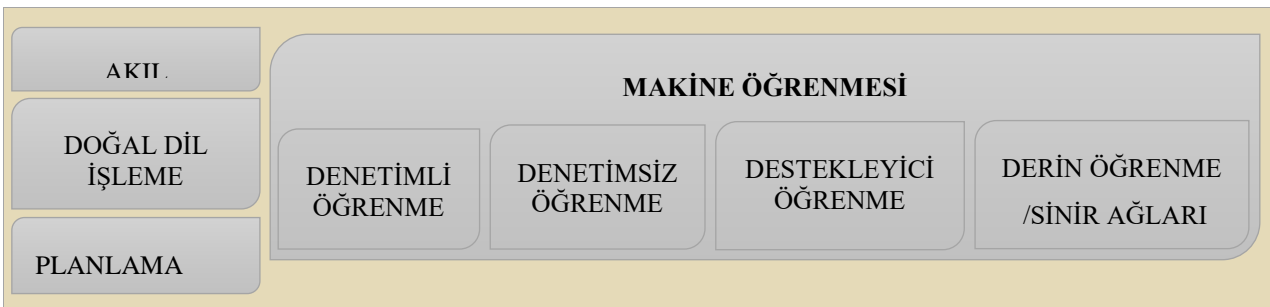 AKIL
DOĞAL DİL
İŞLEME
PLANLAMA
MAKİNE ÖĞRENMESİ
DENETİMLİ
ÖĞRENME
DENETİMSİZ
ÖĞRENME
DESTEKLEYİCİ
ÖĞRENME
DERİN ÖĞRENME
/SİNİR AĞLARI